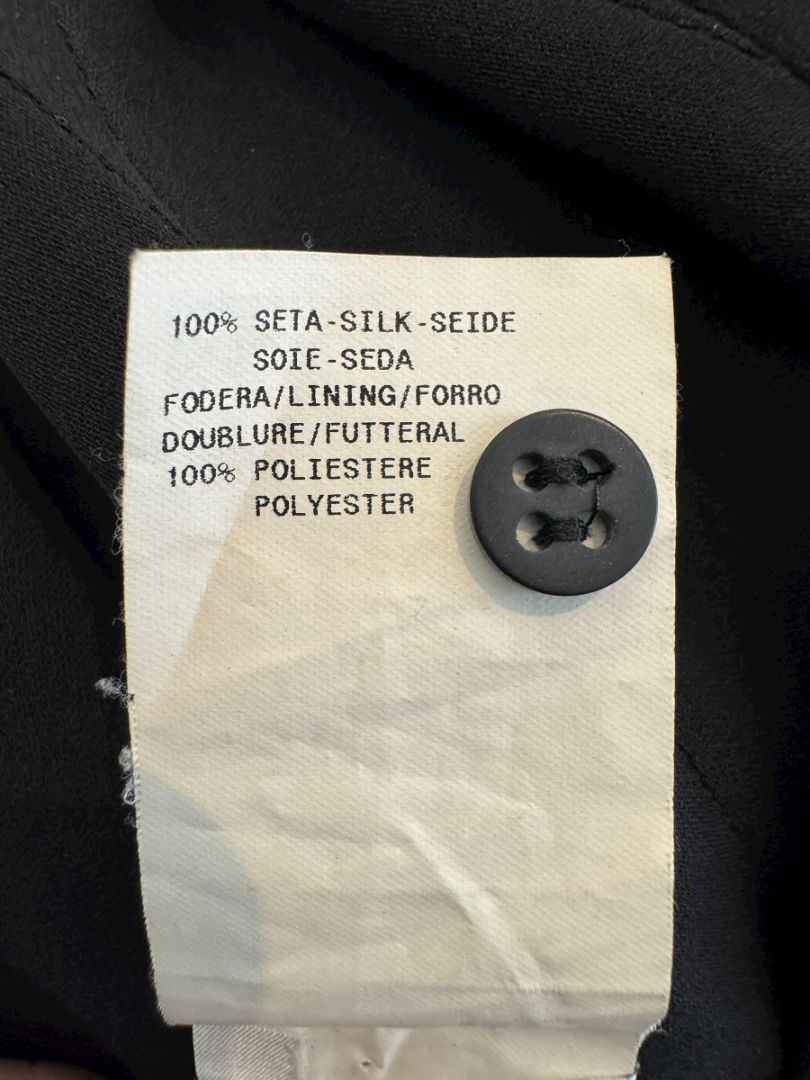 100% SETA-SILK-SEIDE
SOIE-SEDA
FODERA/LINING/FORRO
DOUBLURE/FUTTERAL
100% POLIESTERE
POLYESTER